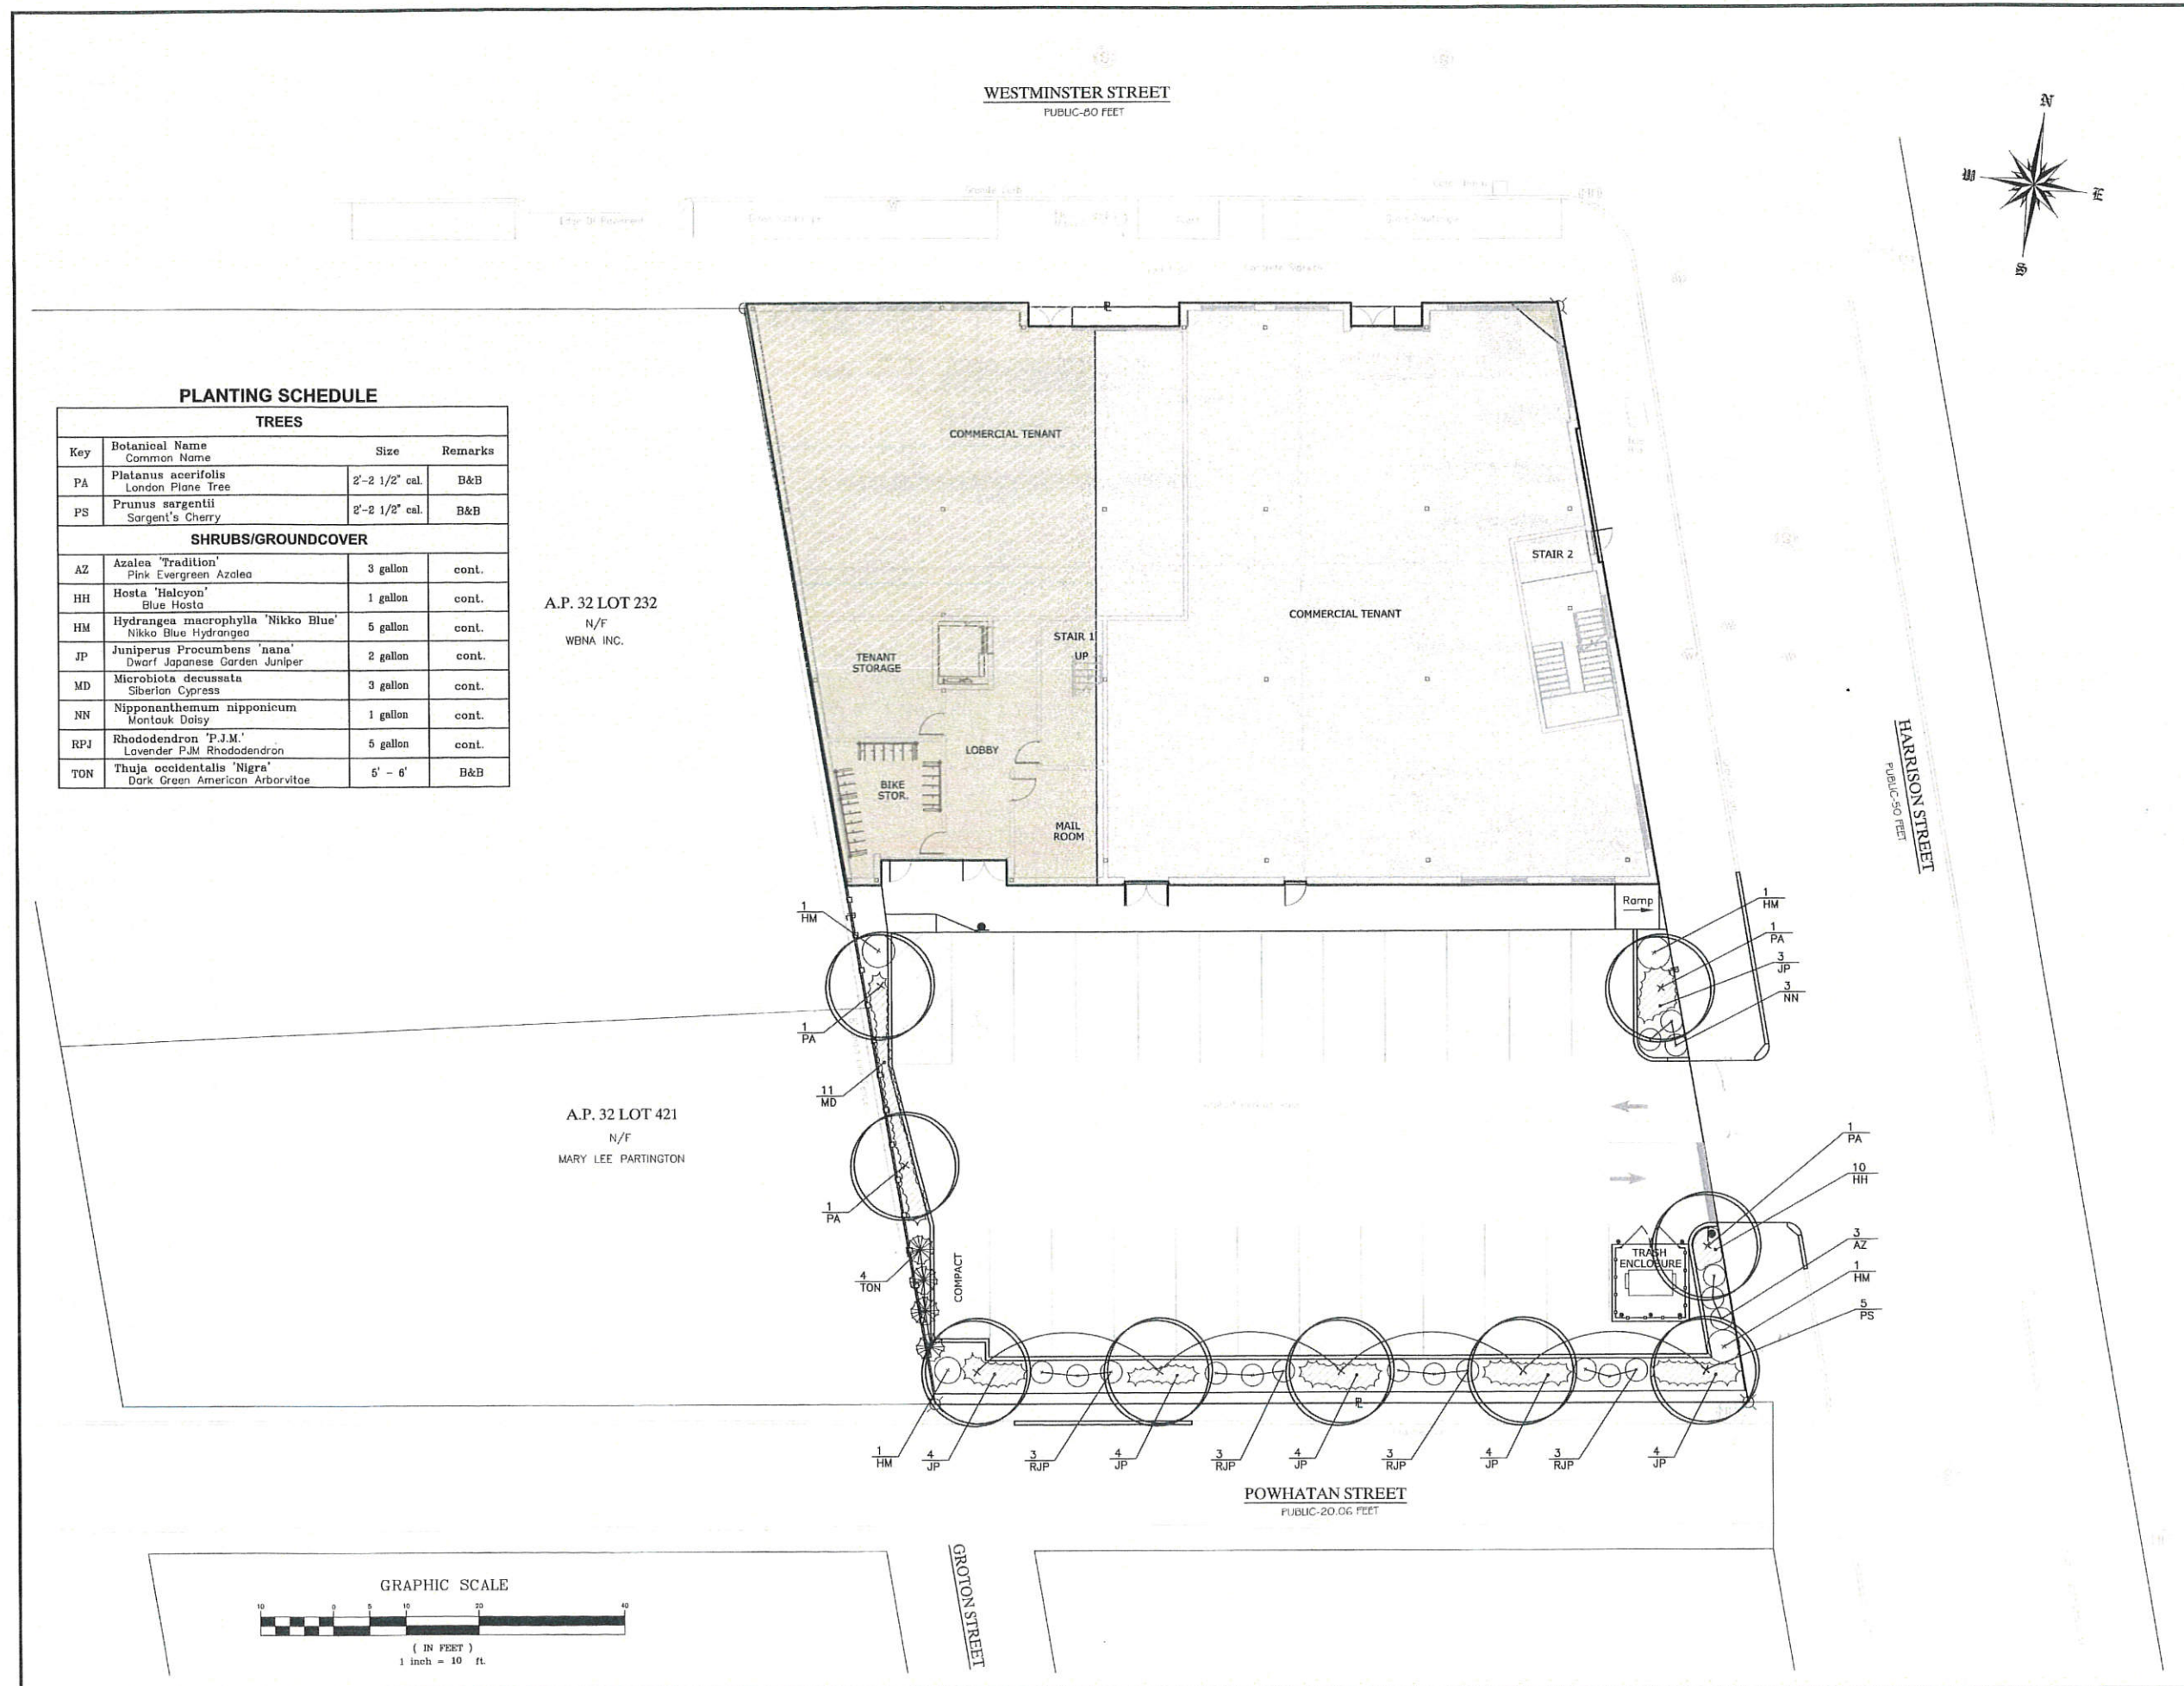 WESTMINSTER STREET
PUBLIC-80 FEET
N
W
E
S
Granite Curb
Edge Of Pavement
PLANTING SCHEDULE
TREES
Key Botanical Name Common Name Size Remarks
PA Platanus acerifolis London Plane Tree 2'-2 1/2" cal. B&B
PS Prunus sargentii Sargent's Cherry 2'-2 1/2" cal. B&B
SHRUBS/GROUNDCOVER
AZ Azalea 'Tradition' Pink Evergreen Azalea 3 gallon cont.
HH Hosta 'Halcyon' Blue Hosta 1 gallon cont.
HM Hydrangea macrophylla 'Nikko Blue' Nikko Blue Hydrangea 5 gallon cont.
JP Juniperus Procumbens 'nana' Dwarf Japanese Garden Juniper 2 gallon cont.
MD Microbiota decussata Siberian Cypress 3 gallon cont.
NN Nipponanthemum nipponicum Montauk Daisy 1 gallon cont.
RPJ Rhododendron 'P.J.M.' Lavender PJM Rhododendron 5 gallon cont.
TON Thuja occidentalis 'Nigra' Dark Green American Arborvitae 5' - 6' B&B
A.P. 32 LOT 232
N/F
WBNA INC.
COMMERCIAL TENANT
STAIR 2
COMMERCIAL TENANT
STAIR 1
UP
TENANT
STORAGE
LOBBY
BIKE
STOR.
MAIL
ROOM
HARRISON STREET
PUBLIC-50 FEET
Ramp
1
HM
1
HM
1
PA
3
JP
3
NN
1
PA
11
MD
A.P. 32 LOT 421
N/F
MARY LEE PARTINGTON
1
PA
1
PA
10
HH
3
AZ
1
HM
5
PS
4
TON
COMPACT
TRASH
ENCLOSURE
1
HM
4
JP
3
RJP
4
JP
3
RJP
4
JP
3
RJP
4
JP
3
RJP
4
JP
POWHATAN STREET
PUBLIC-20.06 FEET
GROTON STREET
GRAPHIC SCALE
10 0 5 10 20 40
( IN FEET )
1 inch = 10 ft.